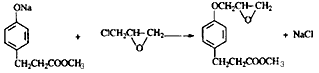 ONa
+
ClCH₂CH—CH₂
O
CH₂CH₂COOCH₃
OCH₂CH—CH₂
O
+ NaCl
CH₂CH₂COOCH₃